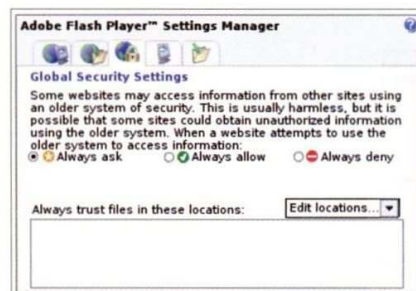 Adobe Flash Player™ Settings Manager
Global Security Settings
Some websites may access information from other sites using
an older system of security. This is usually harmless, but it is
possible that some sites could obtain unauthorized information
using the older system. When a website attempts to use the
older system to access information:
Always ask Always allow Always deny
Always trust files in these locations: Edit locations...